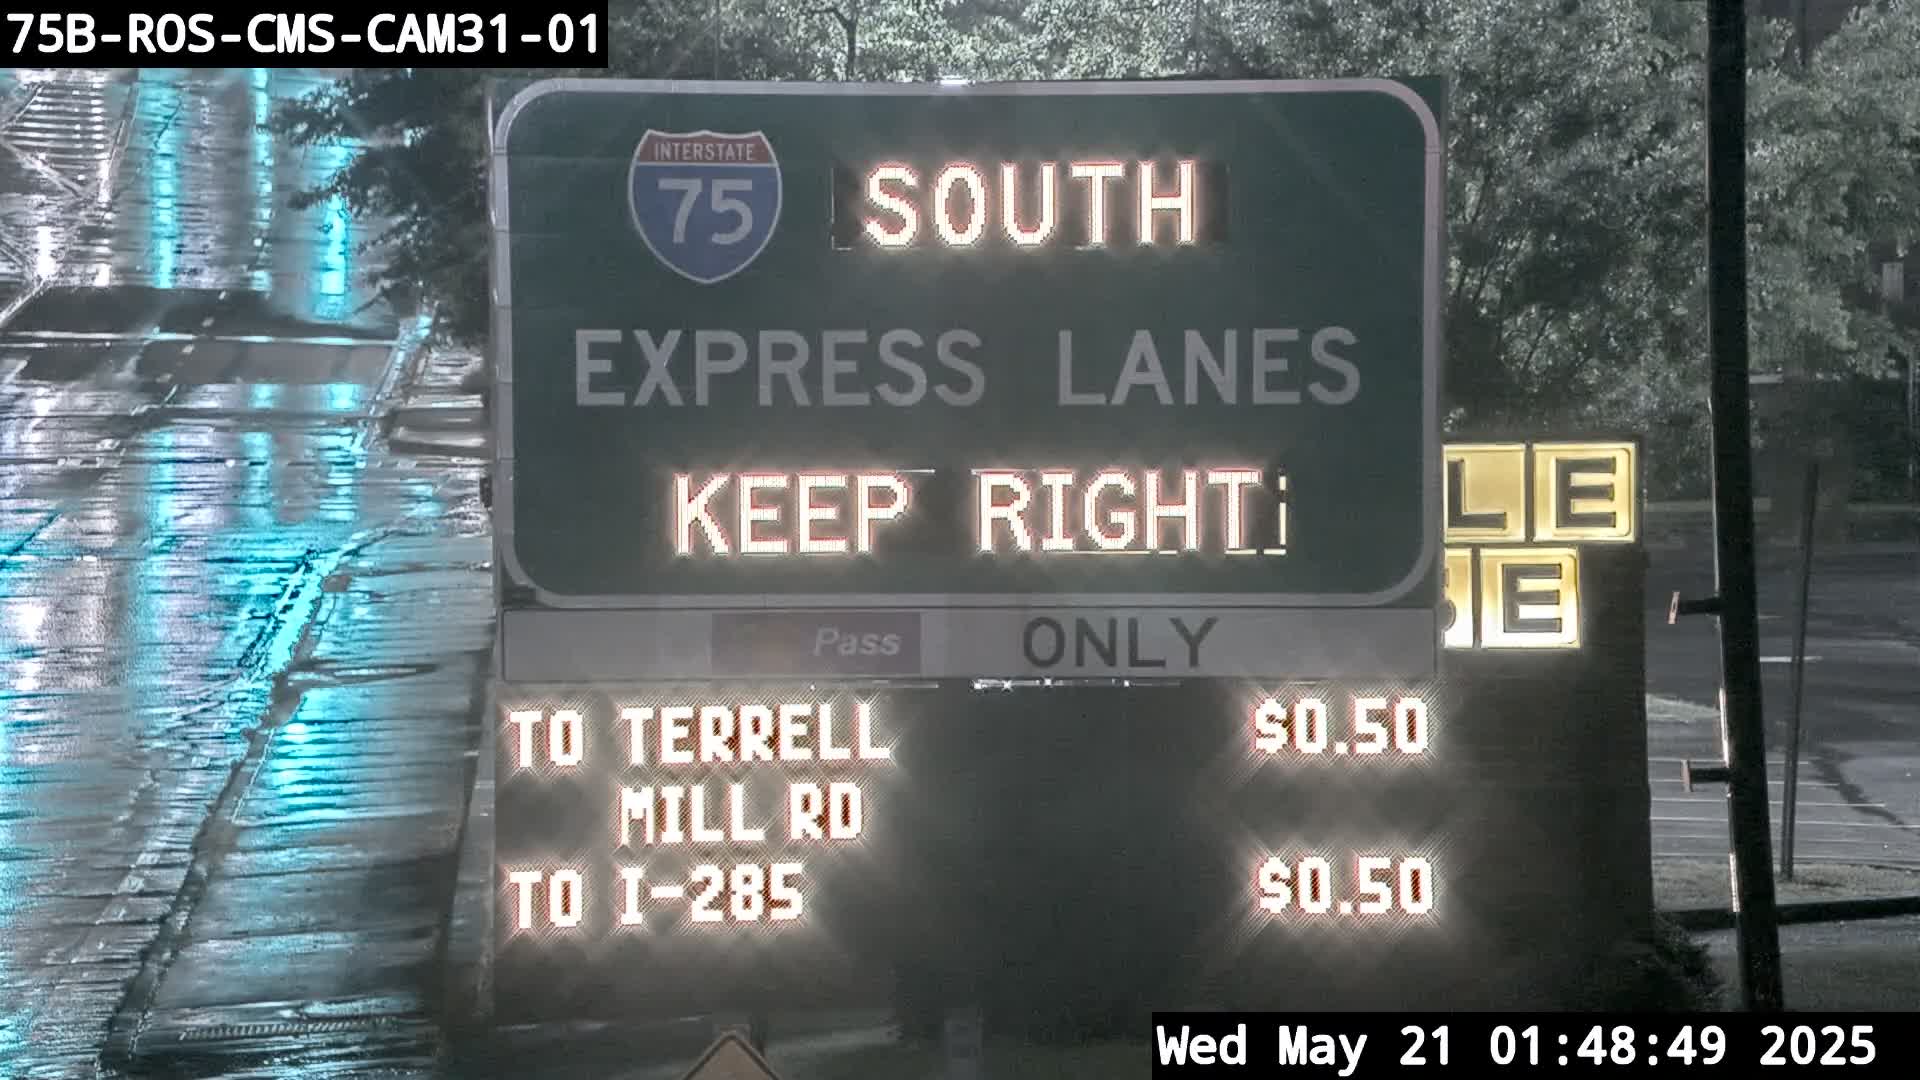 75B-ROS-CMS-CAM31-01
INTERSTATE
75
SOUTH
EXPRESS LANES
KEEP RIGHT
Pass ONLY
TO TERRELL $0.50
MILL RD
TO I-285 $0.50
LE
E
Wed May 21 01:48:49 2025